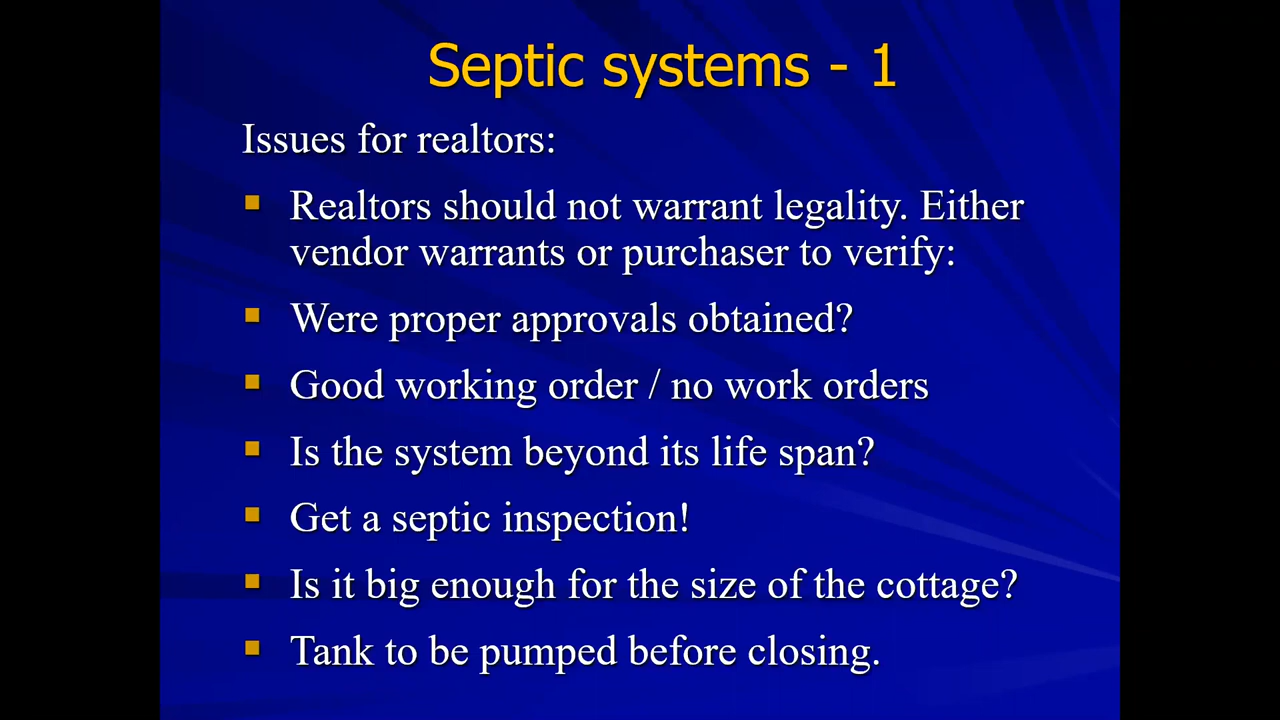 Septic systems - 1
Issues for realtors:
Realtors should not warrant legality. Either
vendor warrants or purchaser to verify:
Were proper approvals obtained?
Good working order / no work orders
Is the system beyond its life span?
Get a septic inspection!
Is it big enough for the size of the cottage?
Tank to be pumped before closing.